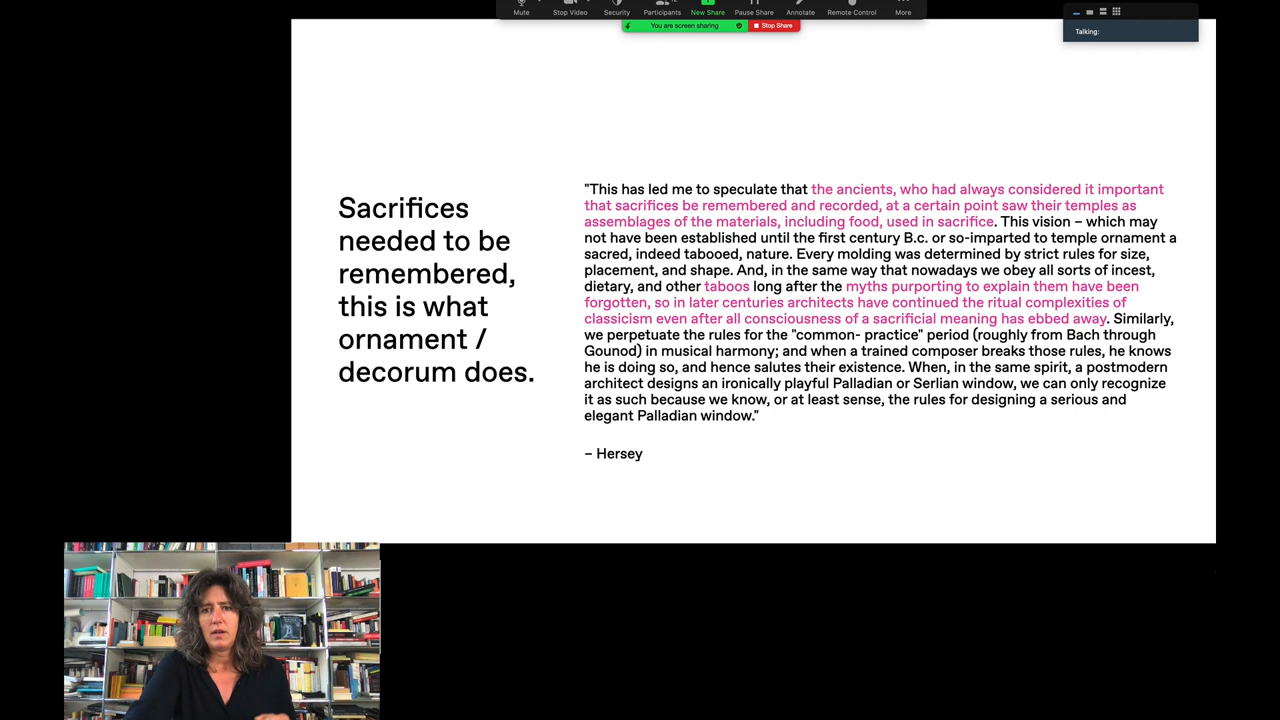 Mute
Stop Video
Security
Participants
New Share
Pause Share
Annotate
Remote Control
More
You are screen sharing
Stop Share
Talking:
Sacrifices
needed to be
remembered,
this is what
ornament /
decorum does.
"This has led me to speculate that the ancients, who had always considered it important
that sacrifices be remembered and recorded, at a certain point saw their temples as
assemblages of the materials, including food, used in sacrifice. This vision – which may
not have been established until the first century B.c. or so-imparted to temple ornament a
sacred, indeed tabooed, nature. Every molding was determined by strict rules for size,
placement, and shape. And, in the same way that nowadays we obey all sorts of incest,
dietary, and other taboos long after the myths purporting to explain them have been
forgotten, so in later centuries architects have continued the ritual complexities of
classicism even after all consciousness of a sacrificial meaning has ebbed away. Similarly,
we perpetuate the rules for the "common- practice" period (roughly from Bach through
Gounod) in musical harmony; and when a trained composer breaks those rules, he knows
he is doing so, and hence salutes their existence. When, in the same spirit, a postmodern
architect designs an ironically playful Palladian or Serlian window, we can only recognize
it as such because we know, or at least sense, the rules for designing a serious and
elegant Palladian window."
– Hersey